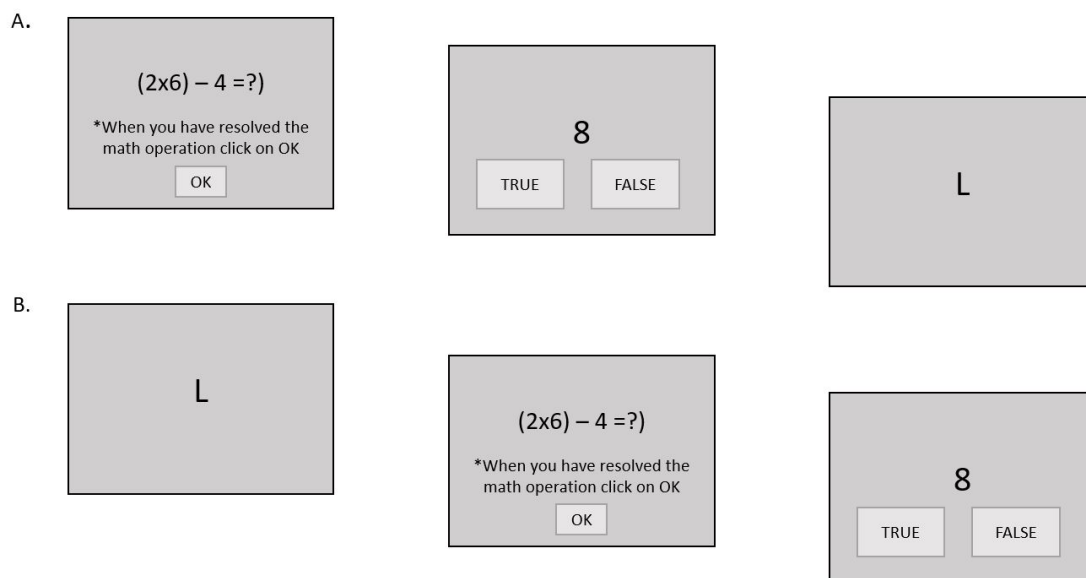 A.
(2x6) – 4 =?)
*When you have resolved the
math operation click on OK
OK
8
TRUE FALSE
L
B.
L
(2x6) – 4 =?)
*When you have resolved the
math operation click on OK
OK
8
TRUE FALSE